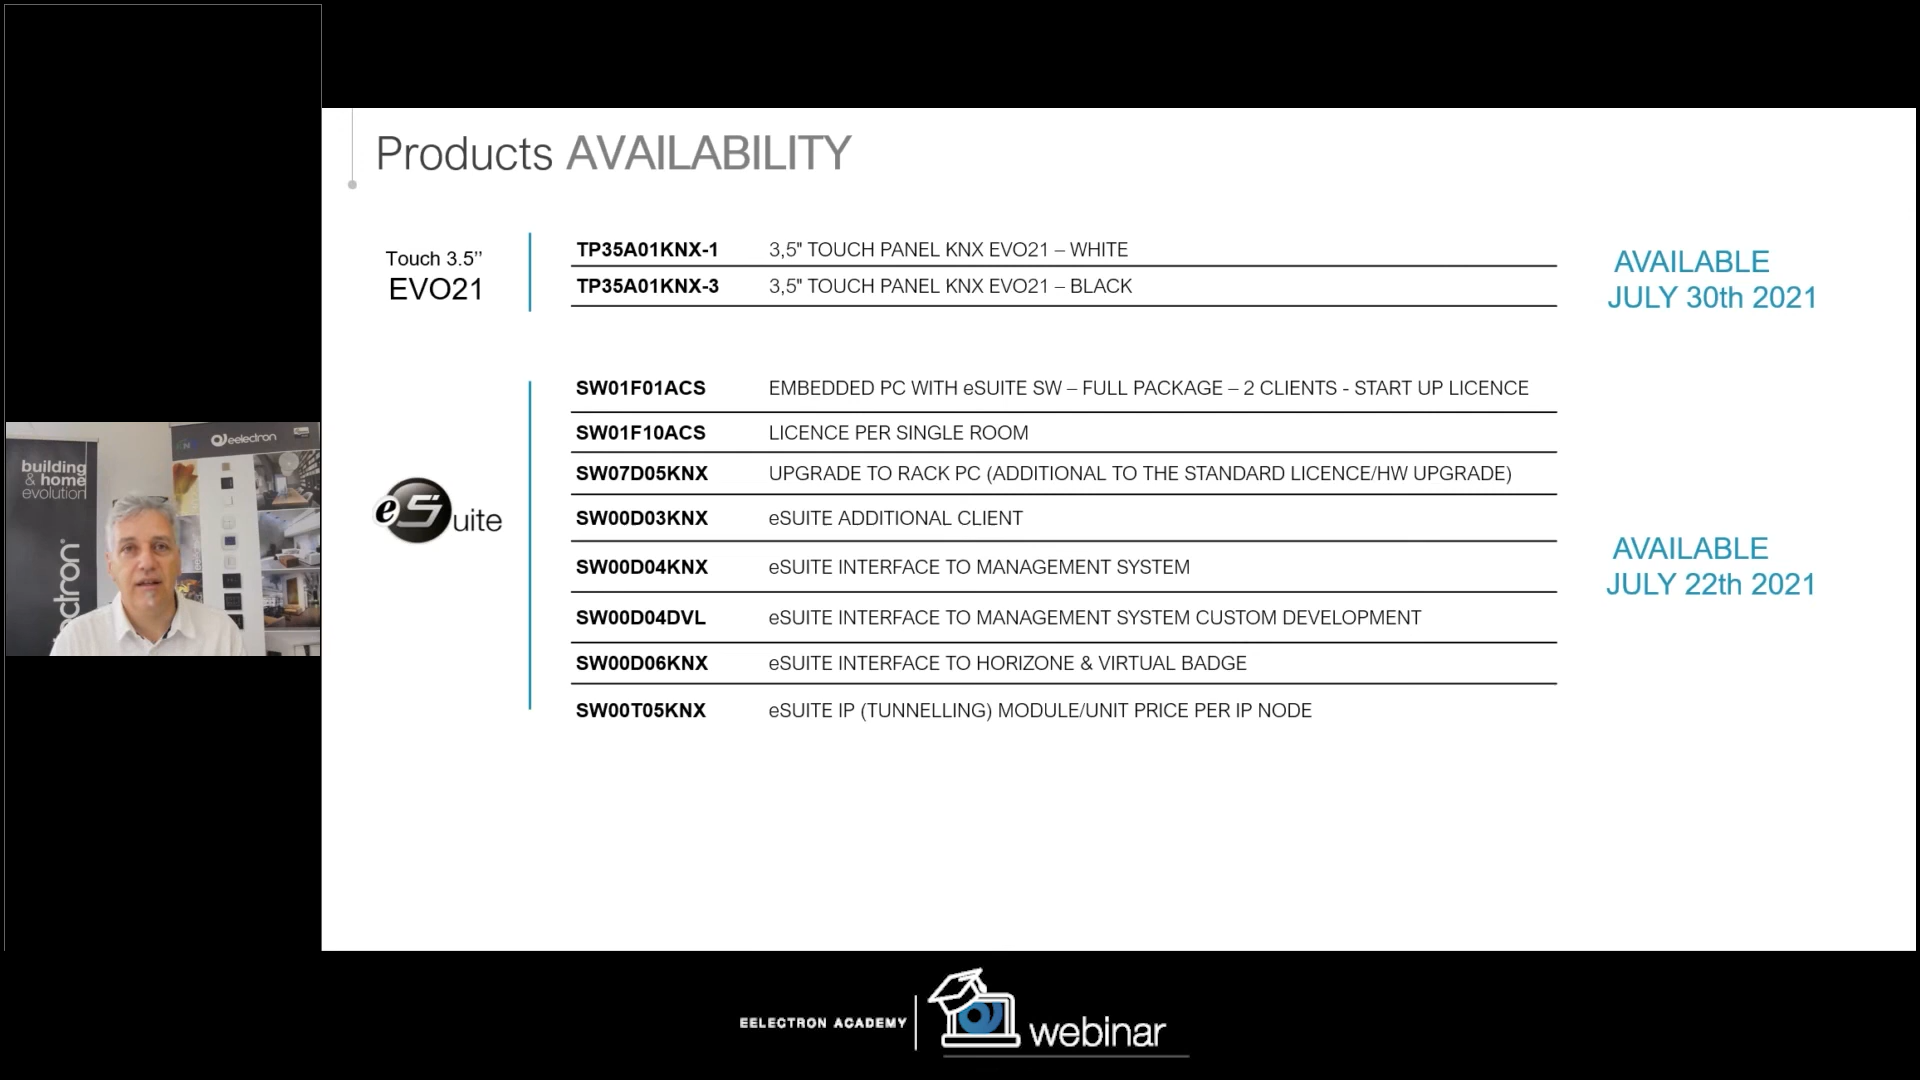 Products AVAILABILITY
Touch 3.5’’
EVO21
TP35A01KNX-1 3,5" TOUCH PANEL KNX EVO21 – WHITE
TP35A01KNX-3 3,5" TOUCH PANEL KNX EVO21 – BLACK
AVAILABLE
JULY 30th 2021
eSuite
SW01F01ACS EMBEDDED PC WITH eSUITE SW – FULL PACKAGE – 2 CLIENTS - START UP LICENCE
SW01F10ACS LICENCE PER SINGLE ROOM
SW07D05KNX UPGRADE TO RACK PC (ADDITIONAL TO THE STANDARD LICENCE/HW UPGRADE)
SW00D03KNX eSUITE ADDITIONAL CLIENT
SW00D04KNX eSUITE INTERFACE TO MANAGEMENT SYSTEM
SW00D04DVL eSUITE INTERFACE TO MANAGEMENT SYSTEM CUSTOM DEVELOPMENT
SW00D06KNX eSUITE INTERFACE TO HORIZONE & VIRTUAL BADGE
SW00T05KNX eSUITE IP (TUNNELLING) MODULE/UNIT PRICE PER IP NODE
AVAILABLE
JULY 22th 2021
building
& home
evolution
ectron®
eelectron
EELECTRON ACADEMY
webinar